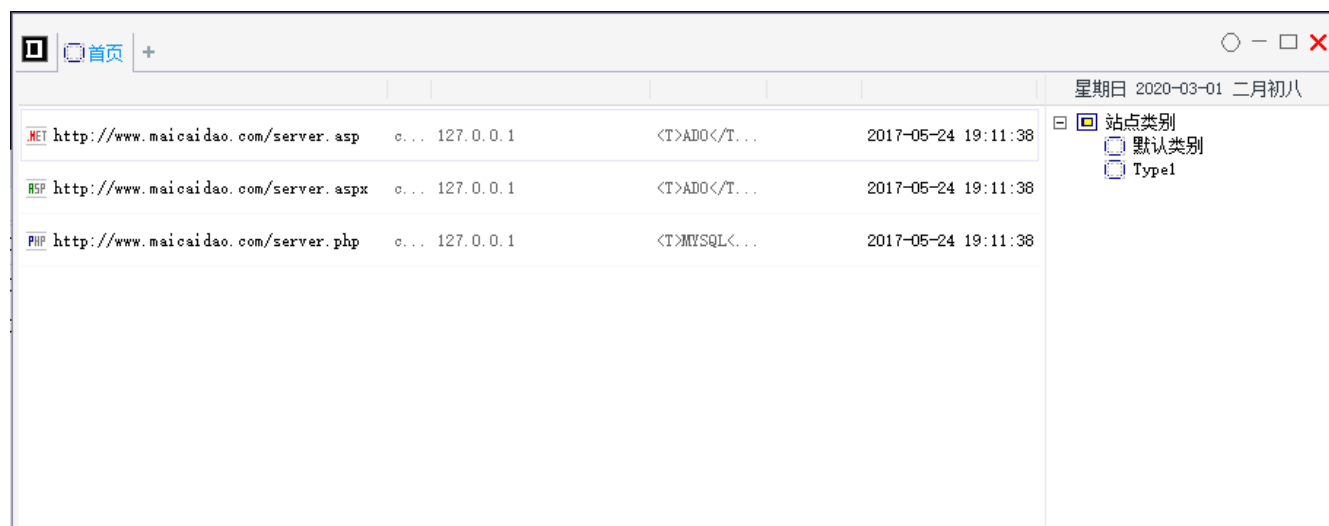 首页 +
星期日 2020-03-01 二月初八
.NET http://www.maicaidao.com/server.asp c... 127.0.0.1 <T>ADO</T... 2017-05-24 19:11:38
ASP http://www.maicaidao.com/server.aspx c... 127.0.0.1 <T>ADO</T... 2017-05-24 19:11:38
PHP http://www.maicaidao.com/server.php c... 127.0.0.1 <T>MYSQL<... 2017-05-24 19:11:38
站点类别
默认类别
Type1